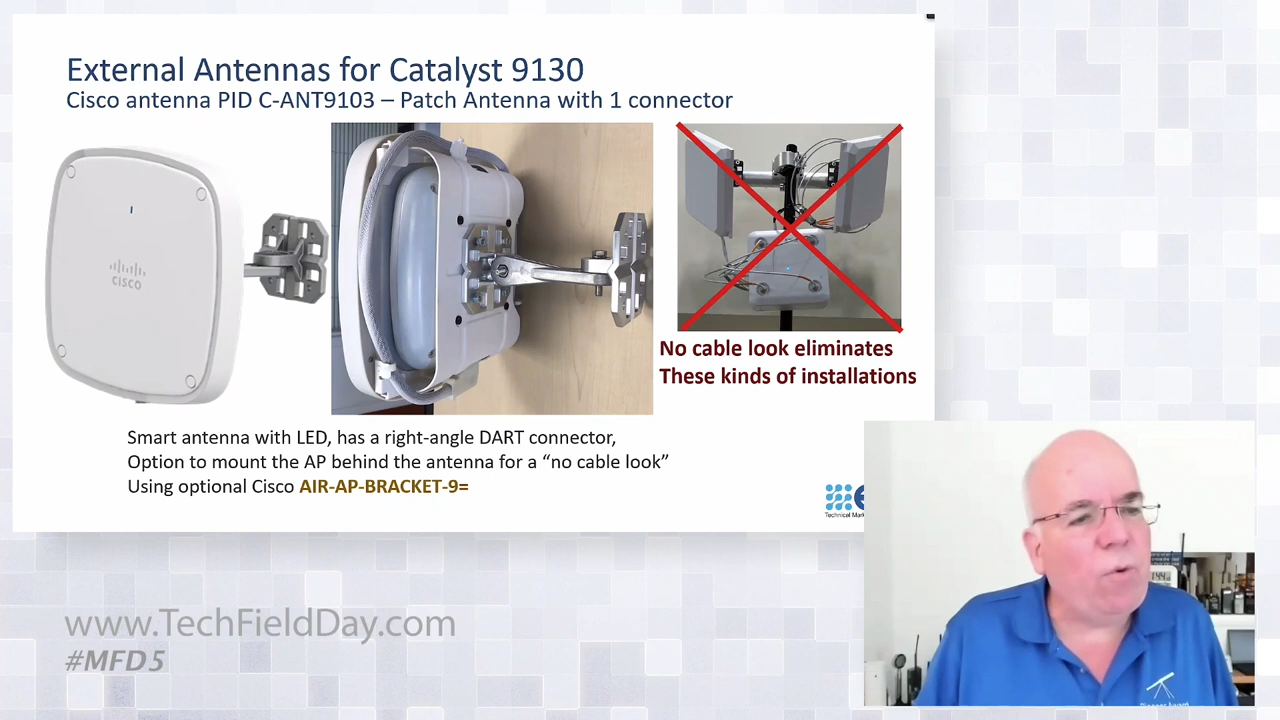 External Antennas for Catalyst 9130
Cisco antenna PID C-ANT9103 – Patch Antenna with 1 connector
CISCO
No cable look eliminates
These kinds of installations
Smart antenna with LED, has a right-angle DART connector,
Option to mount the AP behind the antenna for a “no cable look”
Using optional Cisco AIR-AP-BRACKET-9=
Technical
www.TechFieldDay.com
#MFD5